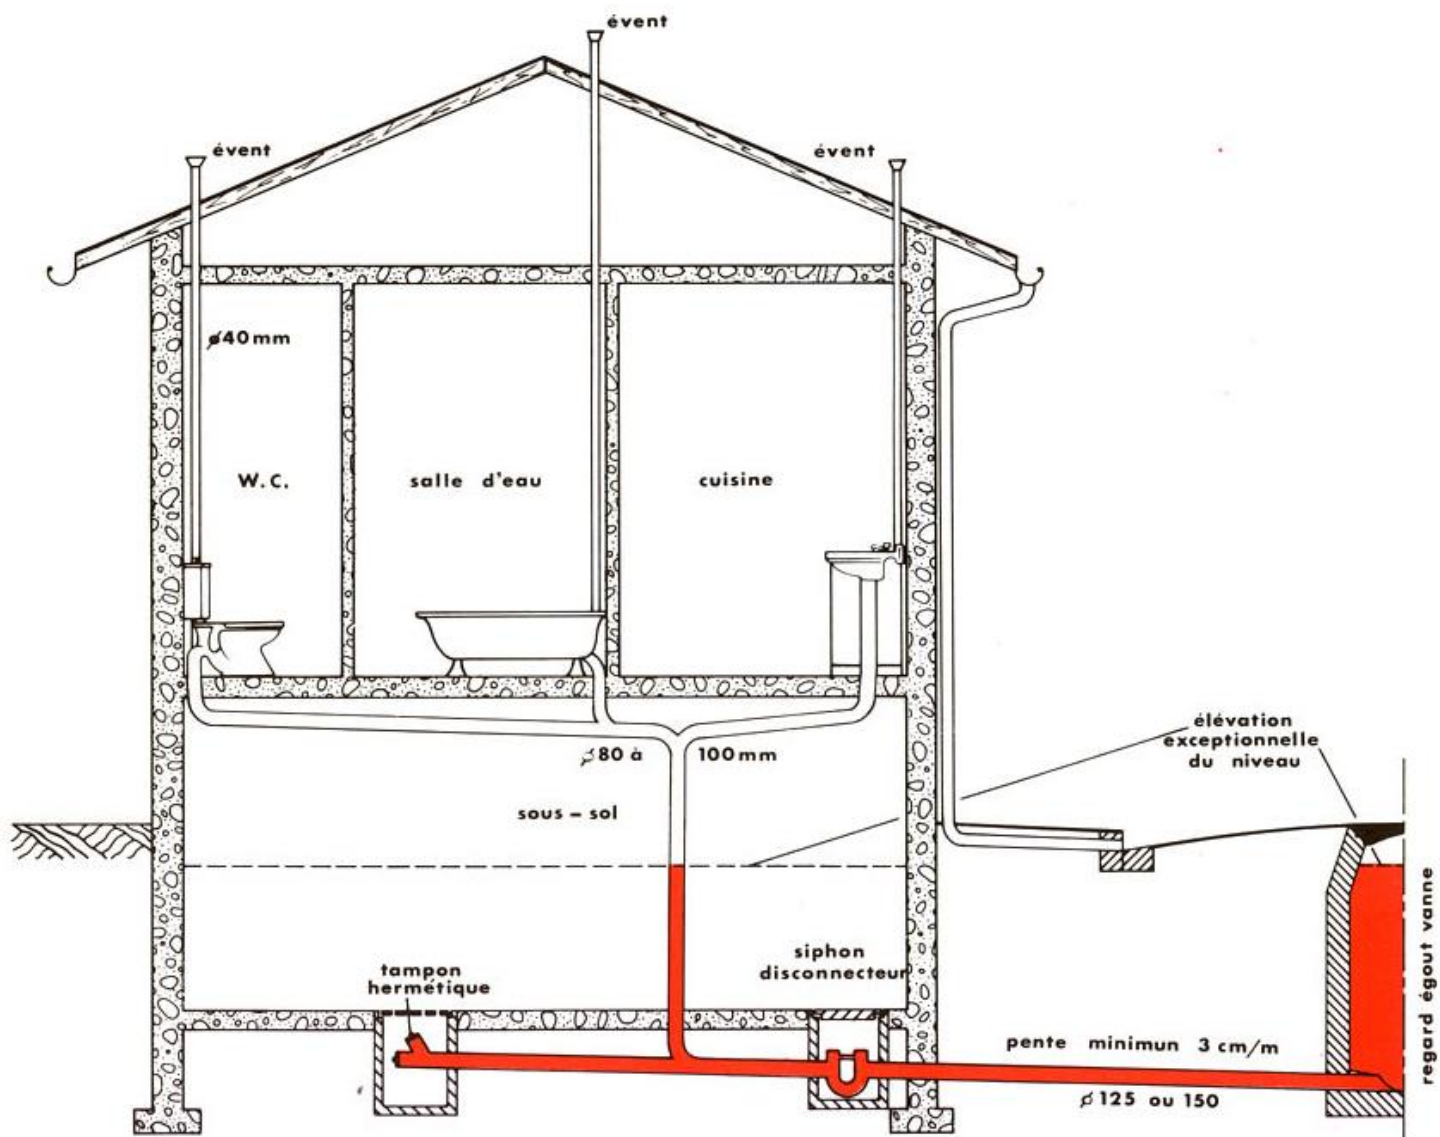 évent
évent
évent
ø40mm
W.C.
salle d'eau
cuisine
élévation
exceptionnelle
du niveau
ø80 à 100mm
sous-sol
siphon
disconnecteur
tampon
hermétique
pente minimun 3 cm/m
ø125 ou 150
regard égout vanne